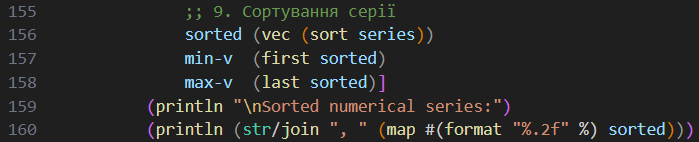 155 ;; 9. Сортування серії
156 sorted (vec (sort series))
157 min-v  (first sorted)
158 max-v  (last sorted)]
159 (println "\nSorted numerical series:")
160 (println (str/join ", " (map #(format "%.2f" %) sorted)))